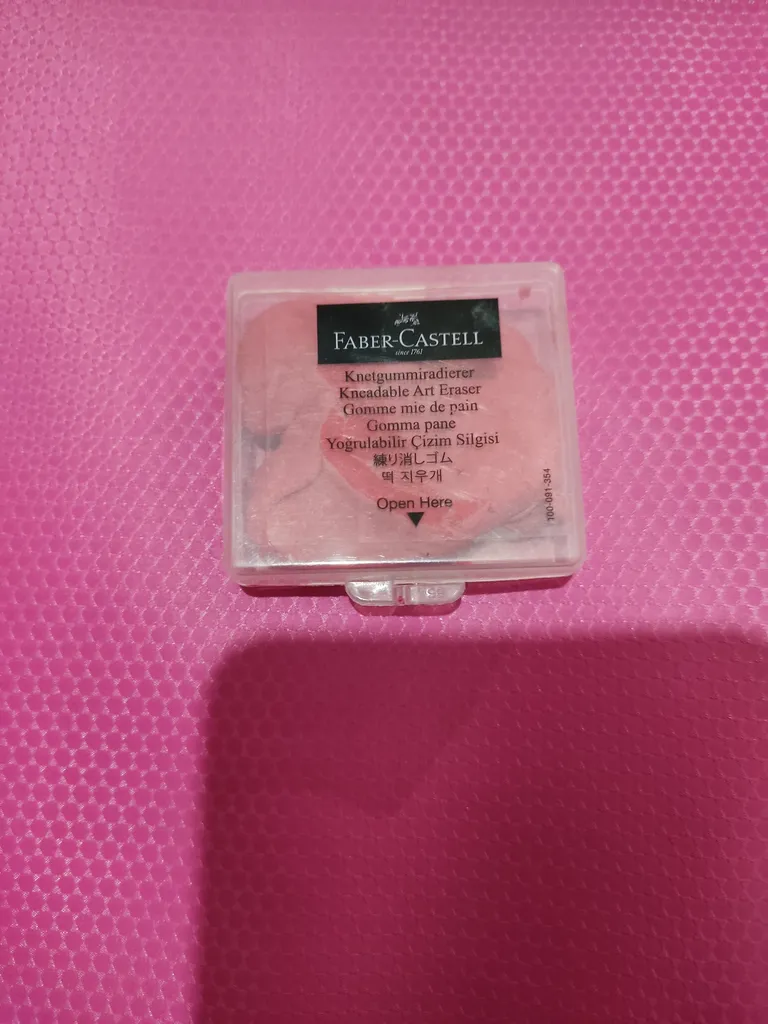 FABER-CASTELL
since 1761
Knetgummiradierer
Kneadable Art Eraser
Gomme mie de pain
Gomma pane
Yoğrulabilir Çizim Silgisi
練り消しゴム
떡 지우개
Open Here
100-091-354